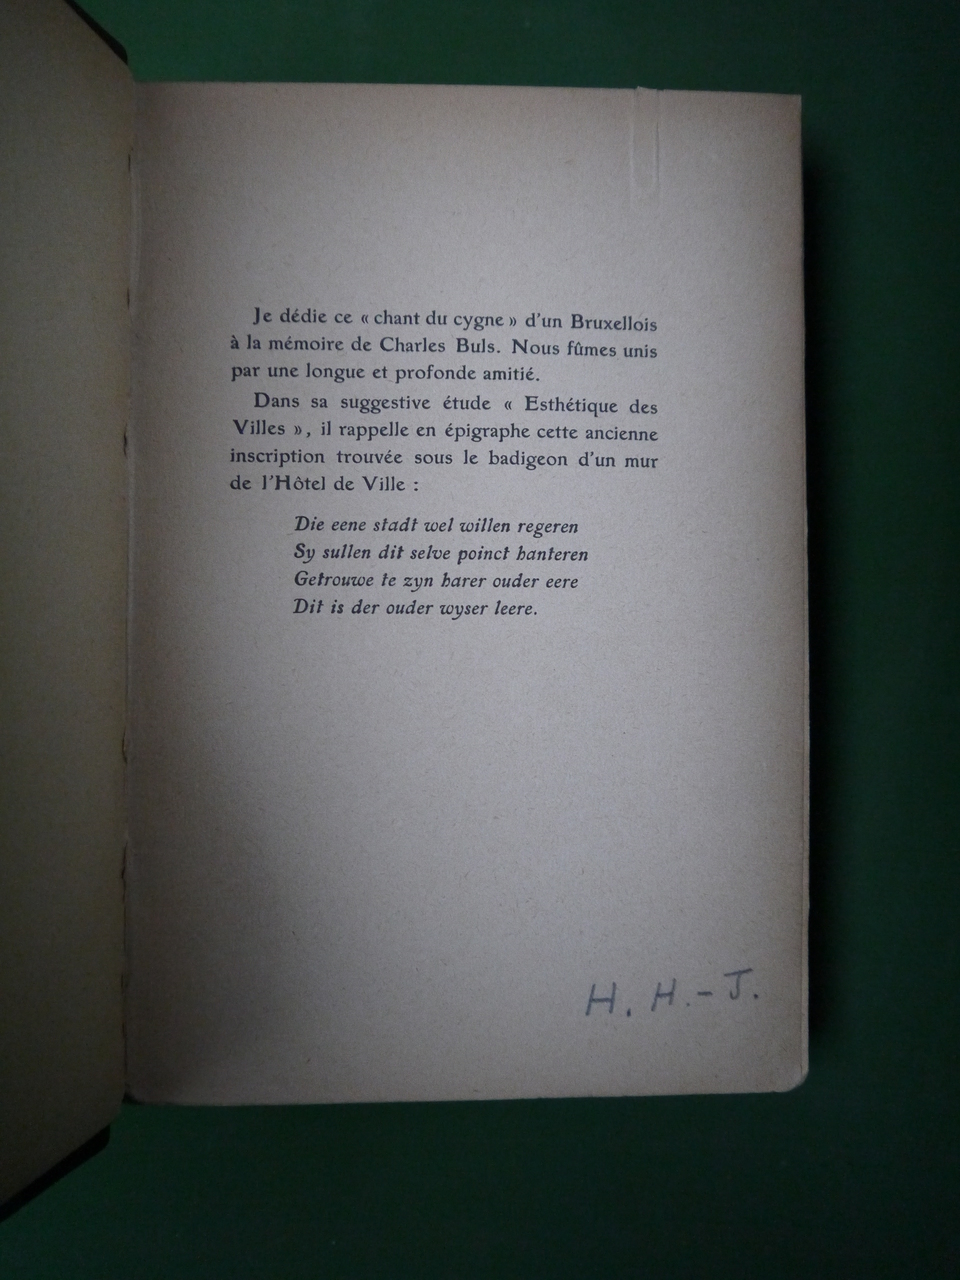 Je dédie ce « chant du cygne » d'un Bruxellois
à la mémoire de Charles Buls. Nous fûmes unis
par une longue et profonde amitié.
Dans sa suggestive étude « Esthétique des
Villes », il rappelle en épigraphe cette ancienne
inscription trouvée sous le badigeon d'un mur
de l'Hôtel de Ville :
Die eene stadt wel willen regeren
Sy sullen dit selve poinct hanteren
Getrouwe te zyn harer ouder eere
Dit is der ouder wyser leere.
H. H.-J.